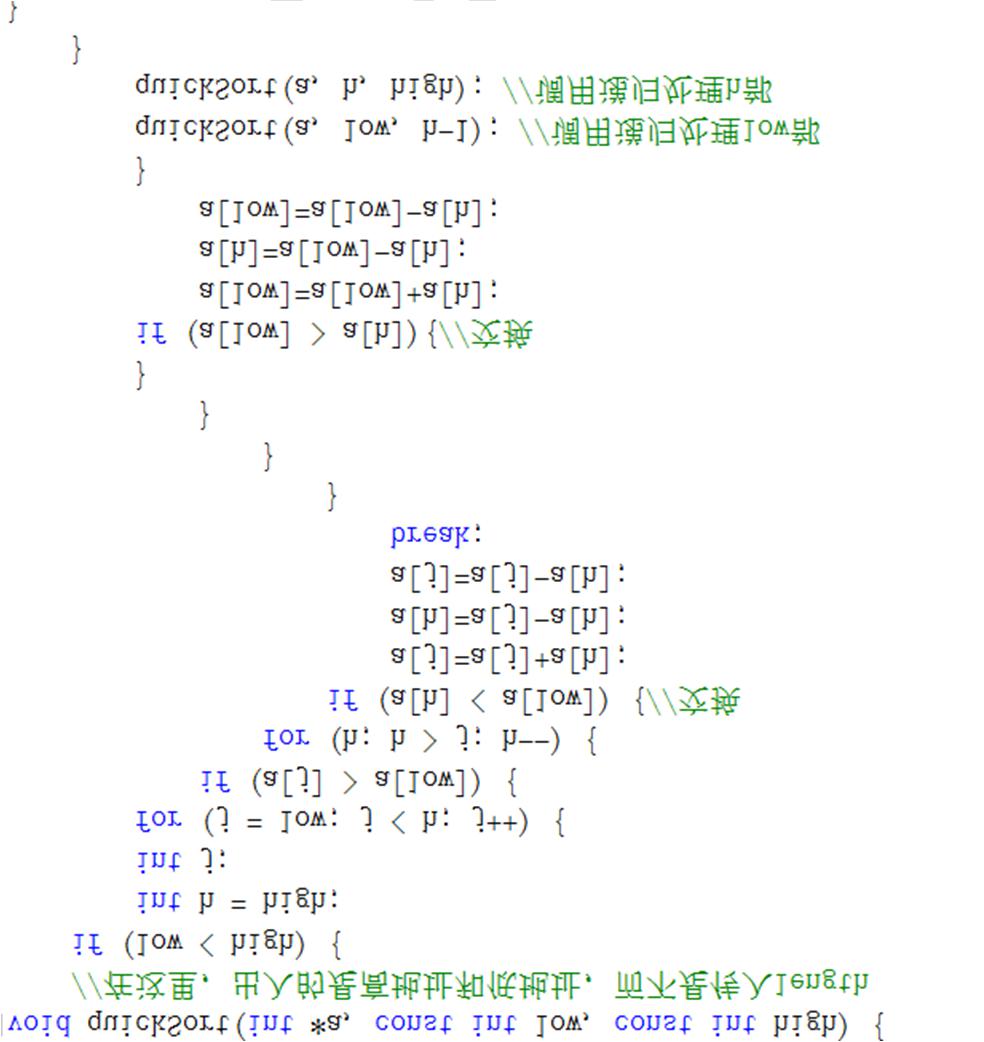 void quickSort(int *a, const int low, const int high) {
//在这里，出入的是高地址和低地址，而不是传入length
if (low < high) {
int h = high;
int j;
for (j = low; j < h; j++) {
if (a[j] > a[low]) {
for (h; h > j; h--) {
if (a[h] < a[low]) {//交换
a[j]=a[j]+a[h];
a[h]=a[j]-a[h];
a[j]=a[j]-a[h];
break;
}
}
}
}
if (a[low] > a[h]){//交换
a[low]=a[low]+a[h];
a[h]=a[low]-a[h];
a[low]=a[low]-a[h];
}
quickSort(a, low, h-1); //调用递归处理low部
quickSort(a, h, high); //调用递归处理h部
}
}